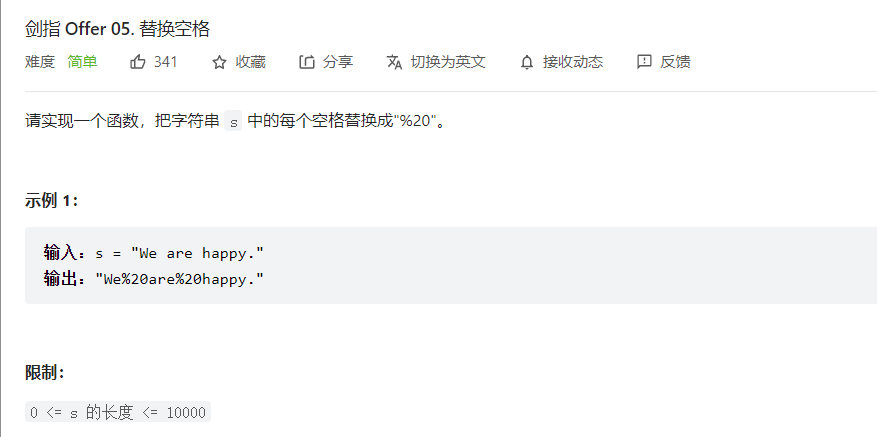 剑指 Offer 05. 替换空格
难度 简单 341 收藏 分享 切换为英文 接收动态 反馈
请实现一个函数，把字符串 s 中的每个空格替换成"%20"。
示例 1：
输入：s = "We are happy."
输出："We%20are%20happy."
限制：
0 <= s 的长度 <= 10000